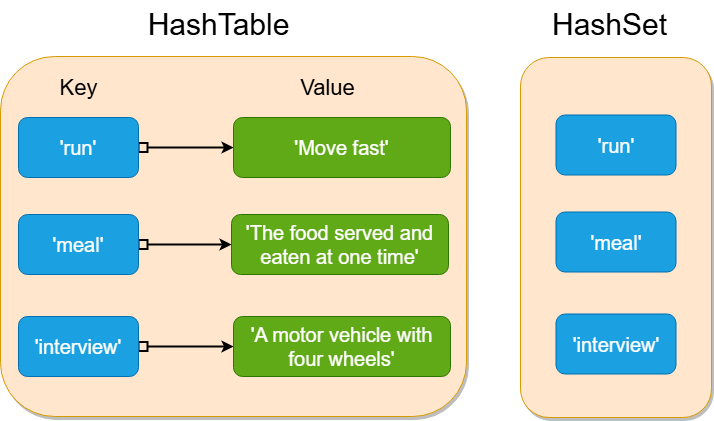 HashTable
HashSet
Key
Value
'run'
'Move fast'
'meal'
'The food served and
eaten at one time'
'interview'
'A motor vehicle with
four wheels'
'run'
'meal'
'interview'